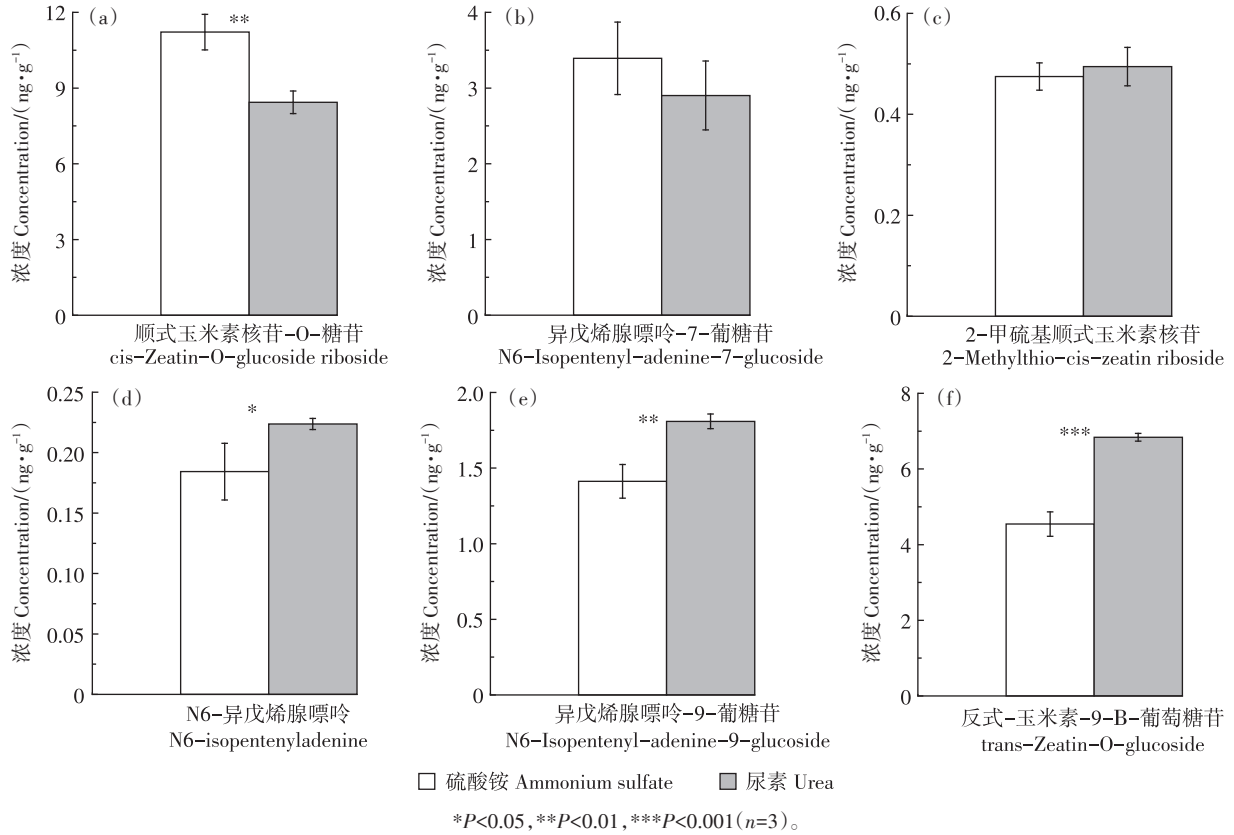 (a)
**
12
9
6
3
0
浓度 Concentration/(ng·g⁻¹)
顺式玉米素核苷-O-糖苷
cis-Zeatin-O-glucoside riboside
(b)
4
3
2
1
0
浓度 Concentration/(ng·g⁻¹)
异戊烯腺嘌呤-7-葡糖苷
N6-Isopentenyl-adenine-7-glucoside
(c)
0.6
0.4
0.2
0
浓度 Concentration/(ng·g⁻¹)
2-甲硫基顺式玉米素核苷
2-Methylthio-cis-zeatin riboside
(d)
*
0.25
0.20
0.15
0.10
0.05
0
浓度 Concentration/(ng·g⁻¹)
N6-异戊烯腺嘌呤
N6-isopentenyladenine
(e)
**
2.0
1.5
1.0
0.5
0
浓度 Concentration/(ng·g⁻¹)
异戊烯腺嘌呤-9-葡糖苷
N6-Isopentenyl-adenine-9-glucoside
(f)
***
8
6
4
2
0
浓度 Concentration/(ng·g⁻¹)
反式-玉米素-9-B-葡萄糖苷
trans-Zeatin-O-glucoside
硫酸铵 Ammonium sulfate 尿素 Urea
*P<0.05,**P<0.01,***P<0.001(n=3)。